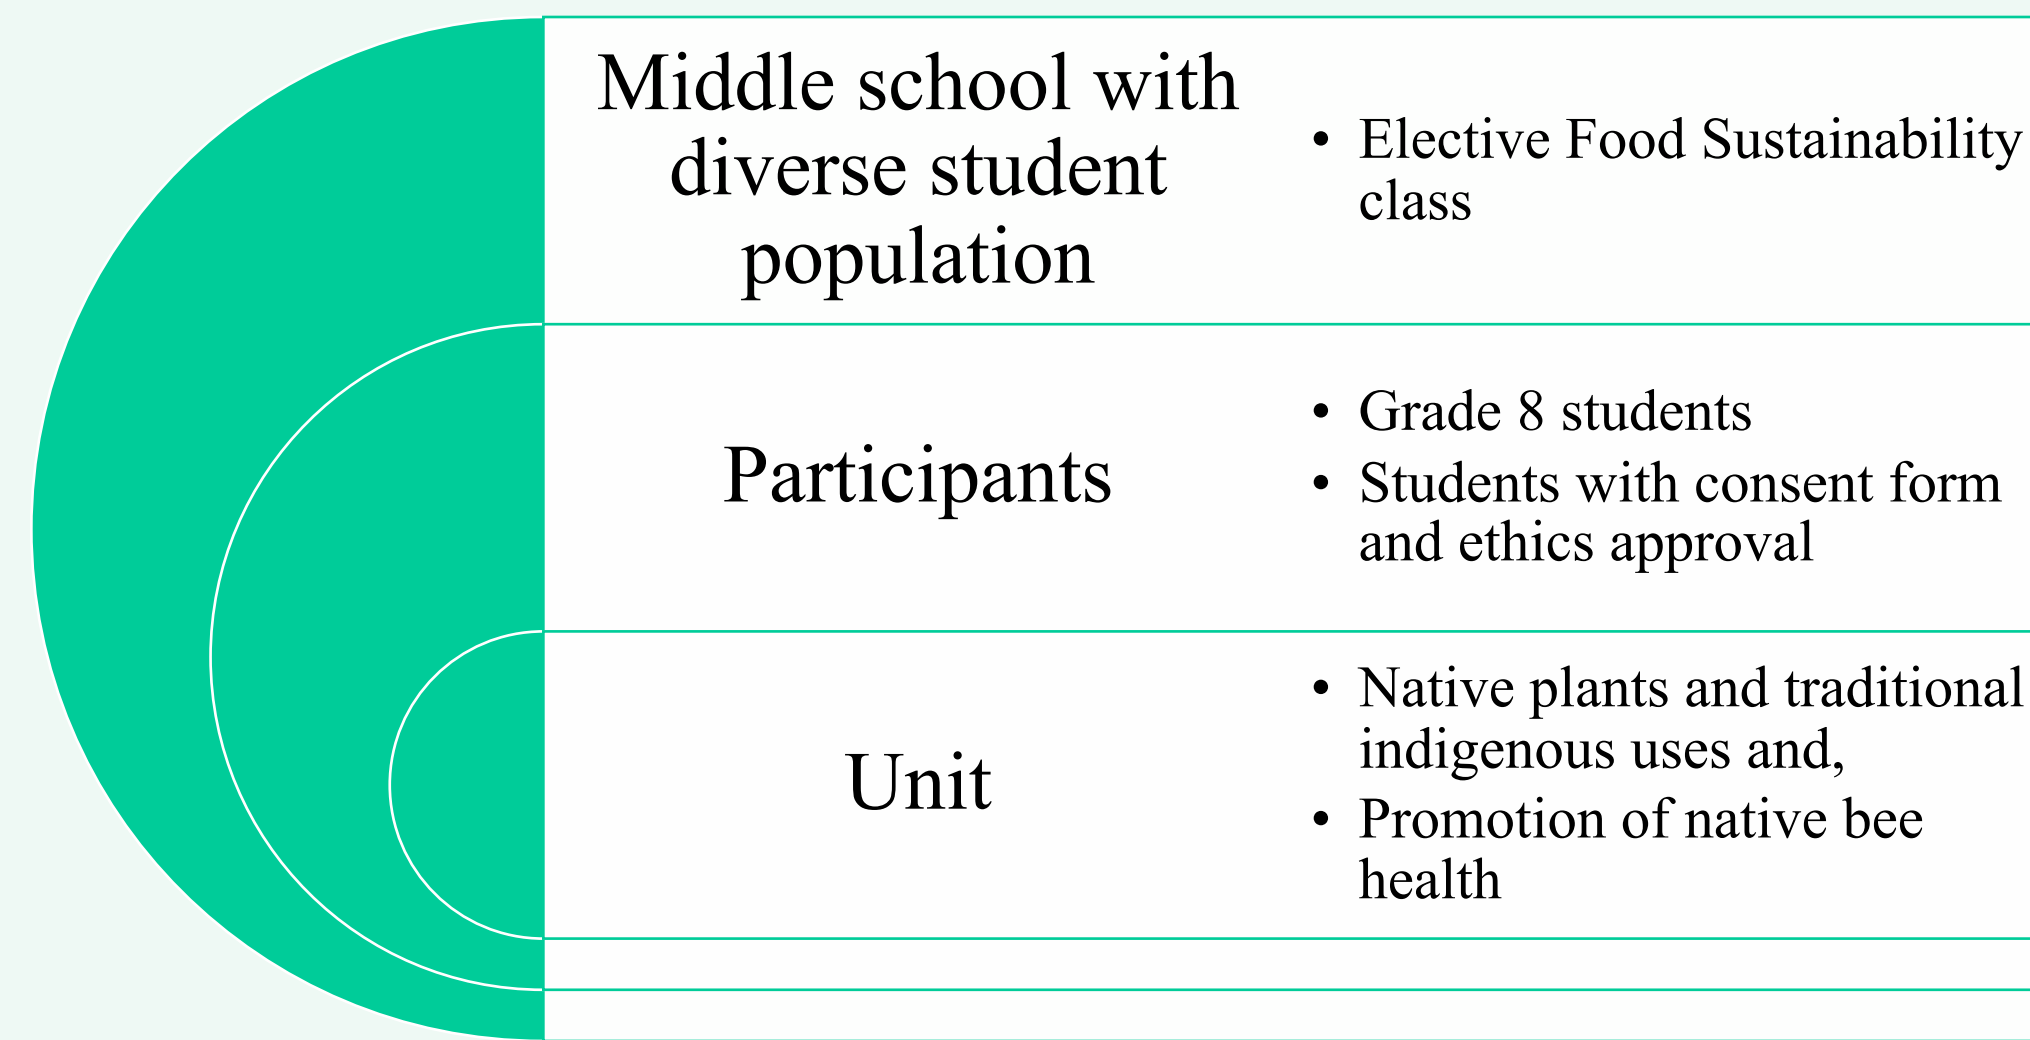 Middle school with
diverse student
population
• Elective Food Sustainability
class
Participants
• Grade 8 students
• Students with consent form
and ethics approval
Unit
• Native plants and traditional
indigenous uses and,
• Promotion of native bee
health